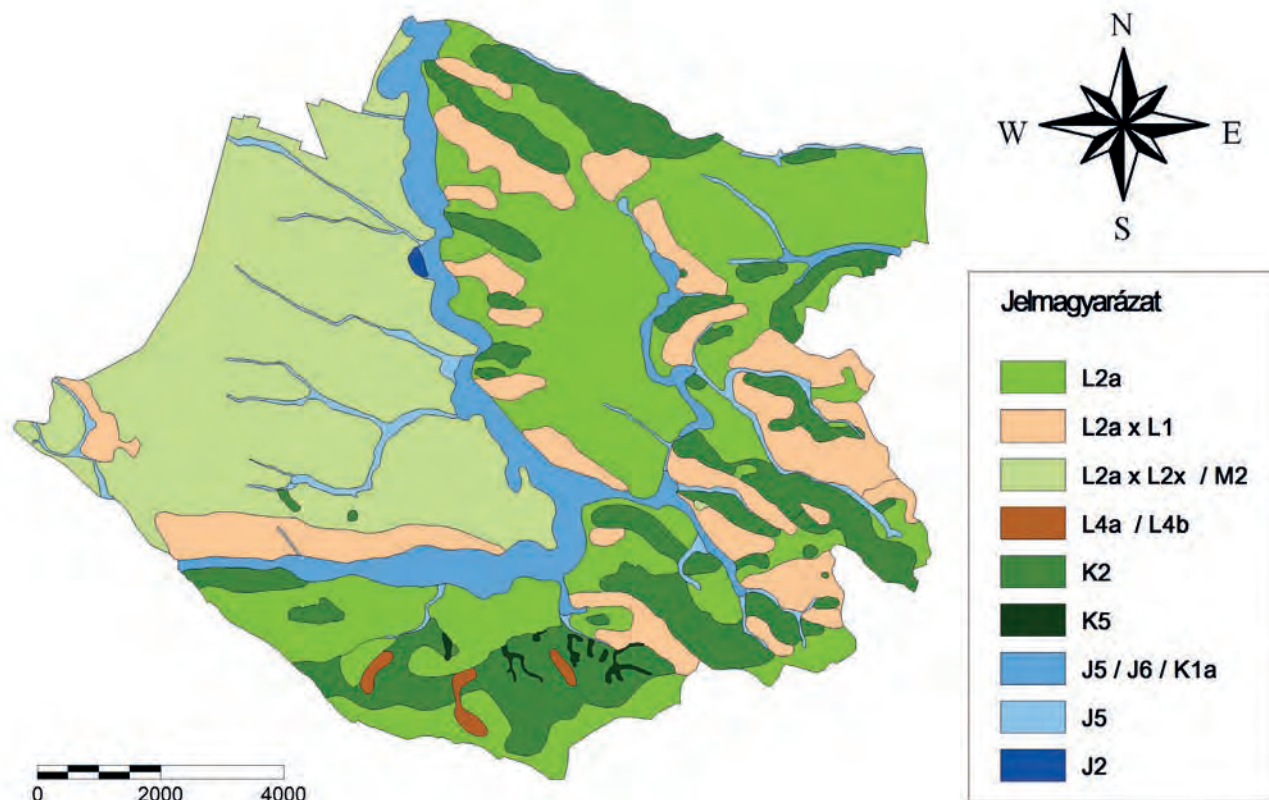 N
W E
S
Jelmagyarázat
L2a
L2a x L1
L2a x L2x / M2
L4a / L4b
K2
K5
J5 / J6 / K1a
J5
J2
0 2000 4000